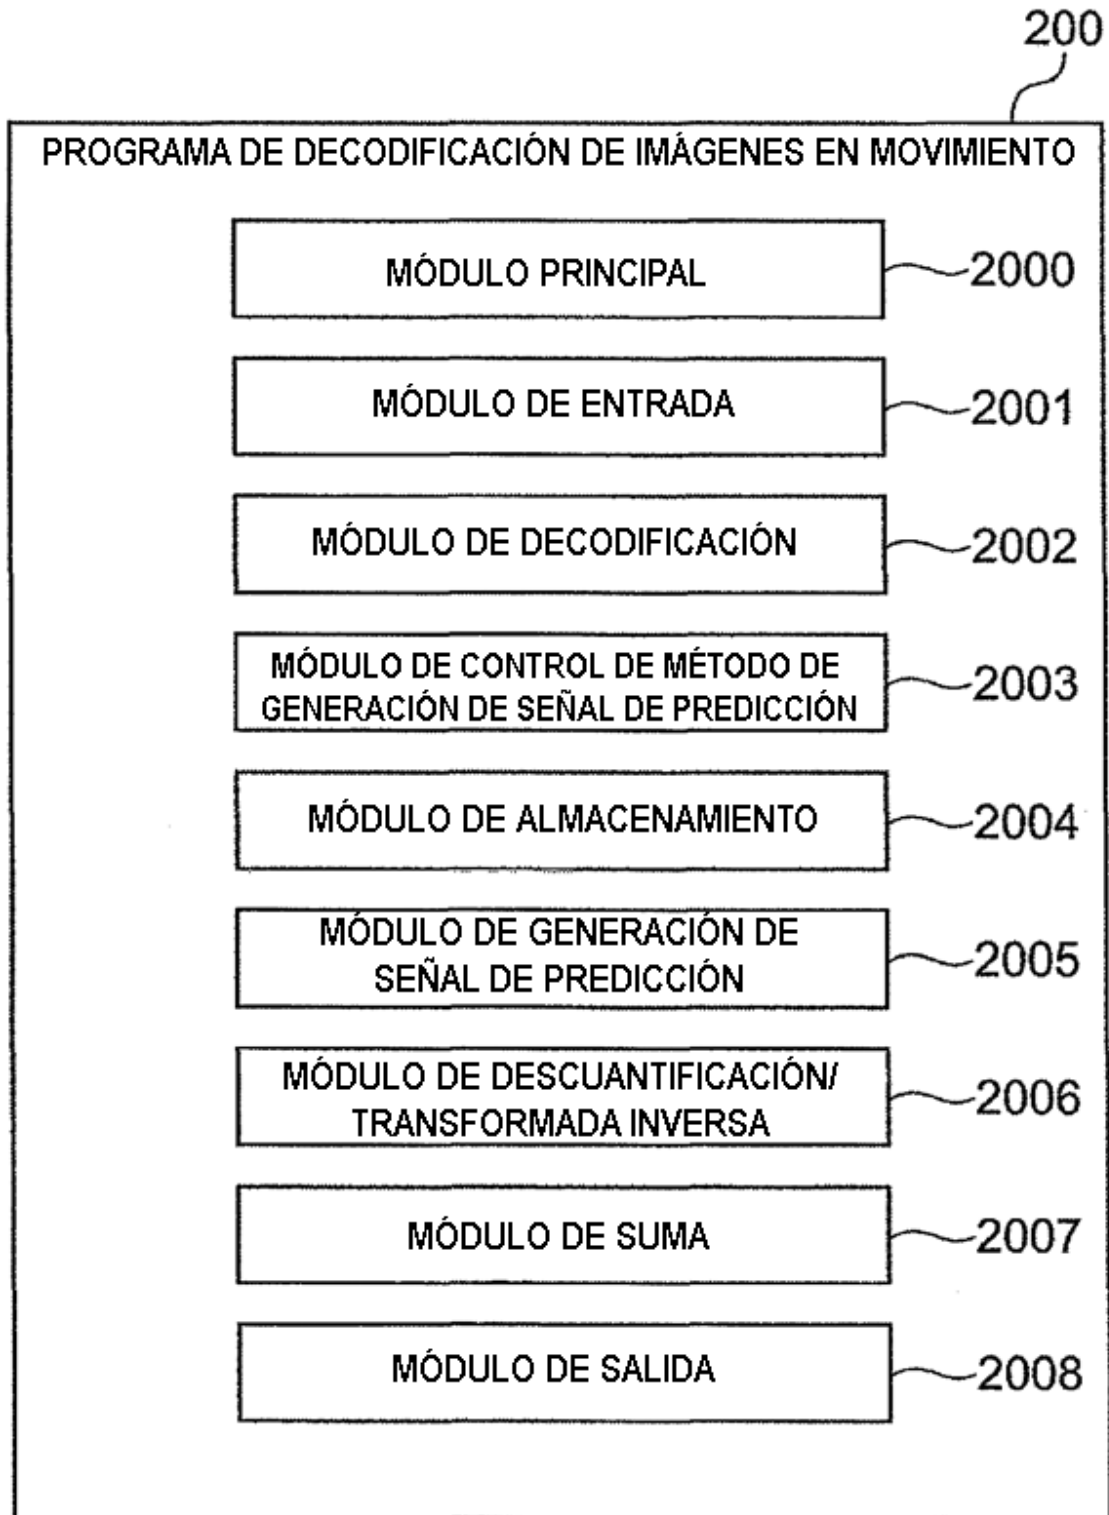 200
PROGRAMA DE DECODIFICACIÓN DE IMÁGENES EN MOVIMIENTO
MÓDULO PRINCIPAL
2000
MÓDULO DE ENTRADA
2001
MÓDULO DE DECODIFICACIÓN
2002
MÓDULO DE CONTROL DE MÉTODO DE
GENERACIÓN DE SEÑAL DE PREDICCIÓN
2003
MÓDULO DE ALMACENAMIENTO
2004
MÓDULO DE GENERACIÓN DE
SEÑAL DE PREDICCIÓN
2005
MÓDULO DE DESCUANTIFICACIÓN/
TRANSFORMADA INVERSA
2006
MÓDULO DE SUMA
2007
MÓDULO DE SALIDA
2008